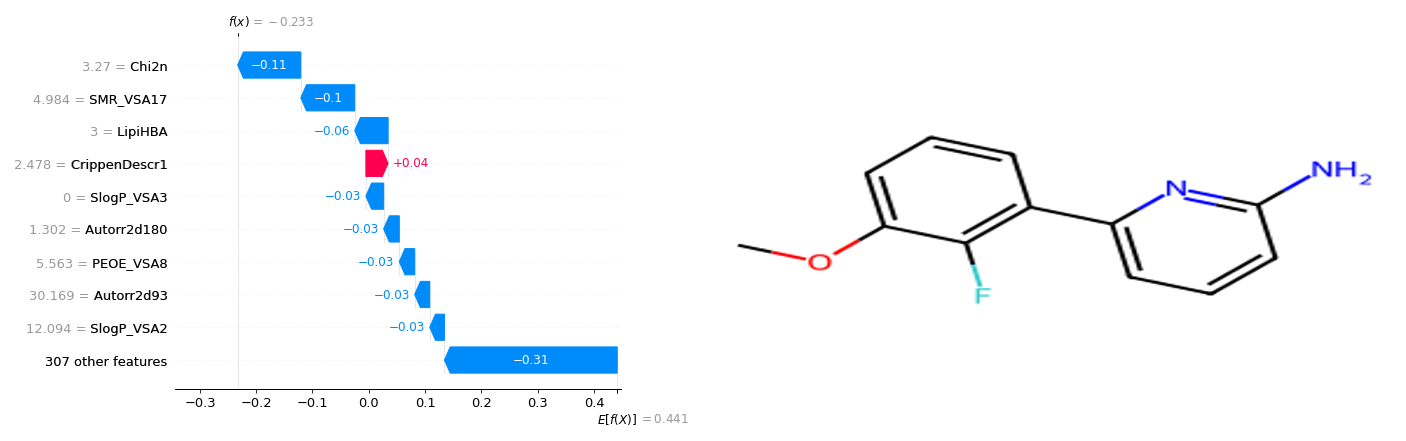 f(x) = −0.233
3.27 = Chi2n
−0.11
4.984 = SMR_VSA17
−0.1
3 = LipiHBA
−0.06
2.478 = CrippenDescr1
+0.04
0 = SlogP_VSA3
−0.03
1.302 = Autorr2d180
−0.03
5.563 = PEOE_VSA8
−0.03
30.169 = Autorr2d93
−0.03
12.094 = SlogP_VSA2
−0.03
307 other features
−0.31
−0.3 −0.2 −0.1 0.0 0.1 0.2 0.3 0.4
E[f(X)] = 0.441
N
NH2
O
F